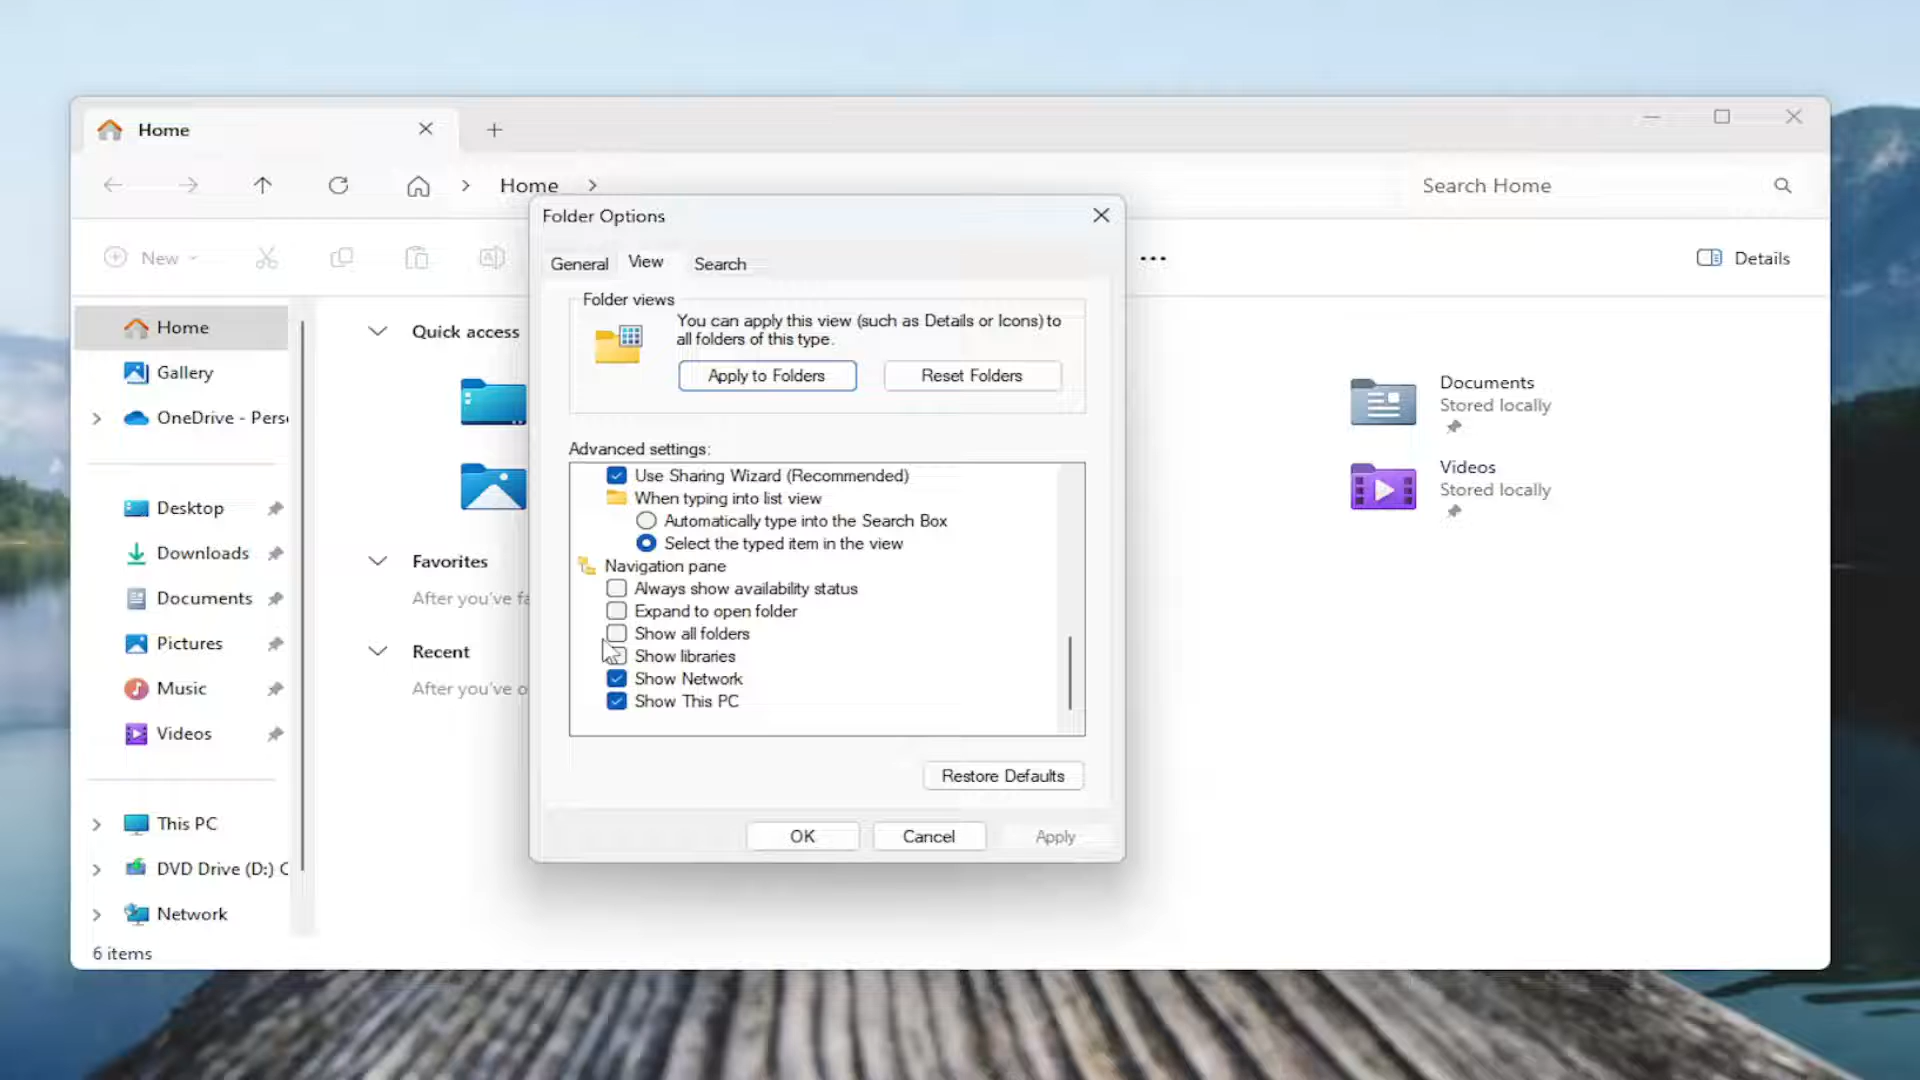 Home
Home
Search Home
New
Details
Home
Gallery
OneDrive - Pers
Desktop
Downloads
Documents
Pictures
Music
Videos
This PC
DVD Drive (D:) C
Network
6 items
Quick access
Favorites
After you've fa
Recent
After you've o
Documents
Stored locally
Videos
Stored locally
Folder Options
General
View
Search
Folder views
You can apply this view (such as Details or Icons) to
all folders of this type.
Apply to Folders
Reset Folders
Advanced settings:
Use Sharing Wizard (Recommended)
When typing into list view
Automatically type into the Search Box
Select the typed item in the view
Navigation pane
Always show availability status
Expand to open folder
Show all folders
Show libraries
Show Network
Show This PC
Restore Defaults
OK
Cancel
Apply